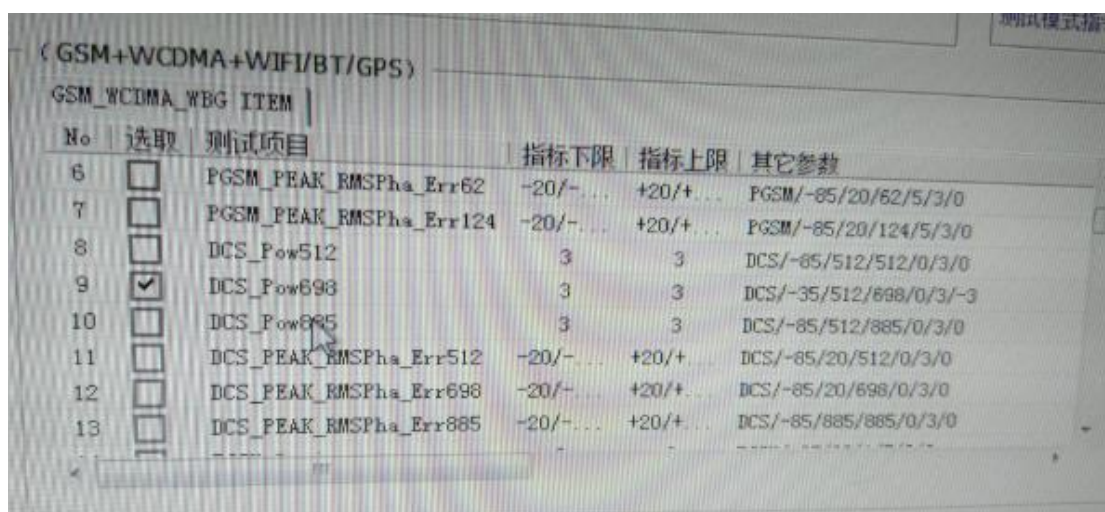 测试模式指
(GSM+WCDMA+WIFI/BT/GPS)
GSM_WCDMA_WBG ITEM
No 选取 测试项目 指标下限 指标上限 其它参数
6 PGSM_PEAK_RMSPha_Err62 -20/-... +20/+... PGSM/-85/20/62/5/3/0
7 PGSM_PEAK_RMSPha_Err124 -20/-... +20/+... PGSM/-85/20/124/5/3/0
8 DCS_Pow512 3 3 DCS/-85/512/512/0/3/0
9 DCS_Pow698 3 3 DCS/-35/512/698/0/3/-3
10 DCS_Pow885 3 3 DCS/-85/512/885/0/3/0
11 DCS_PEAK_RMSPha_Err512 -20/-... +20/+... DCS/-85/20/512/0/3/0
12 DCS_PEAK_RMSPha_Err698 -20/-... +20/+... DCS/-85/20/698/0/3/0
13 DCS_PEAK_RMSPha_Err885 -20/-... +20/+... DCS/-85/885/885/0/3/0